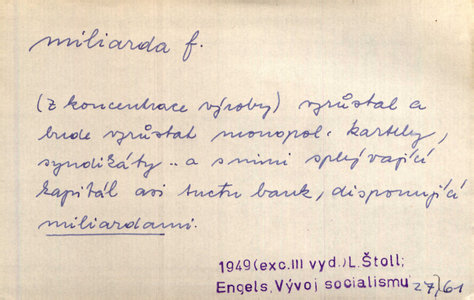 miliarda f.
(z koncentrace výroby) vzrůstal a
bude vzrůstat monopol: kartely,
syndikáty .. a s nimi splývající
kapitál asi tuctu bank, disponující
miliardami.
1949 (exc.III vyd.) L.Štoll;
Engels, Vývoj socialismu 27/61